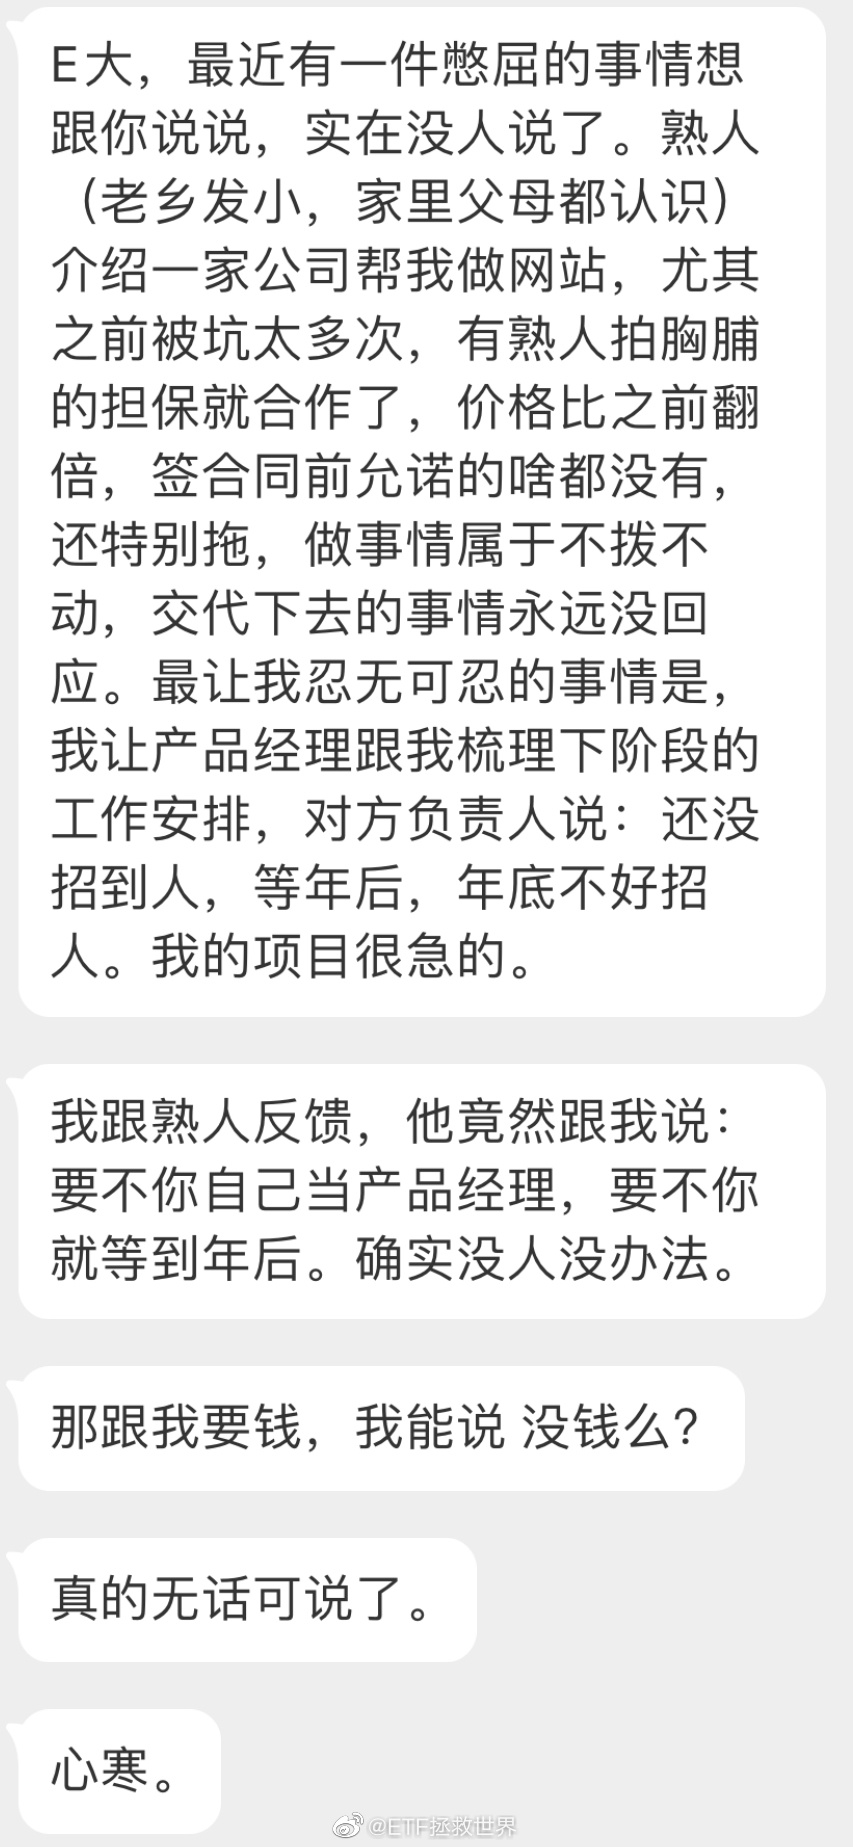 E大，最近有一件憋屈的事情想
跟你说说，实在没人说了。熟人
（老乡发小，家里父母都认识）
介绍一家公司帮我做网站，尤其
之前被坑太多次，有熟人拍胸脯
的担保就合作了，价格比之前翻
倍，签合同前允诺的啥都没有，
还特别拖，做事情属于不拨不
动，交代下去的事情永远没回
应。最让我忍无可忍的事情是，
我让产品经理跟我梳理下阶段的
工作安排，对方负责人说：还没
招到人，等年后，年底不好招
人。我的项目很急的。
我跟熟人反馈，他竟然跟我说：
要不你自己当产品经理，要不你
就等到年后。确实没人没办法。
那跟我要钱，我能说 没钱么？
真的无话可说了。
心寒。
@ETF拯救世界